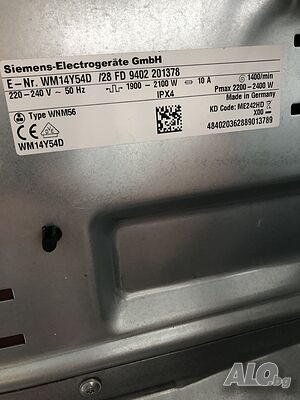 Siemens-Electrogeräte GmbH
E-Nr. WM14Y54D /28 FD 9402 201378
220-240 V ~ 50 Hz 1900 - 2100 W 10 A 1400/min
IPX4 Pmax 2200-2400 W
Type WNM56 Made in Germany
KD Code: ME242HD
X00
CE
WM14Y54D 484020362889013789
ALO.bg